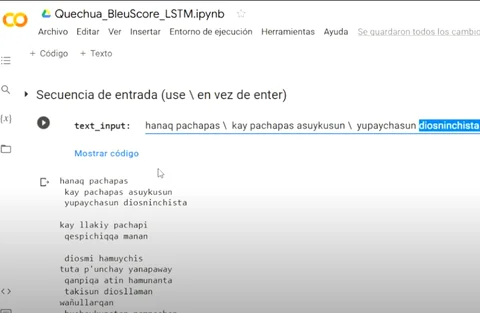 Quechua_BleuScore_LSTM.ipynb
Archivo Editar Ver Insertar Entorno de ejecución Herramientas Ayuda Se guardaron todos los cambio
+ Código + Texto
Secuencia de entrada (use \ en vez de enter)
text_input: hanaq pachapas \ kay pachapas asuykusun \ yupaychasun diosninchista
Mostrar código
hanaq pachapas
kay pachapas asuykusun
yupaychasun diosninchista
kay llakiy pachapi
qespichiqqa manan
diosmi hamuychis
tuta p'unchay yanapaway
qanpiqa atin hamunanta
takisun diosllaman
wañullarqan